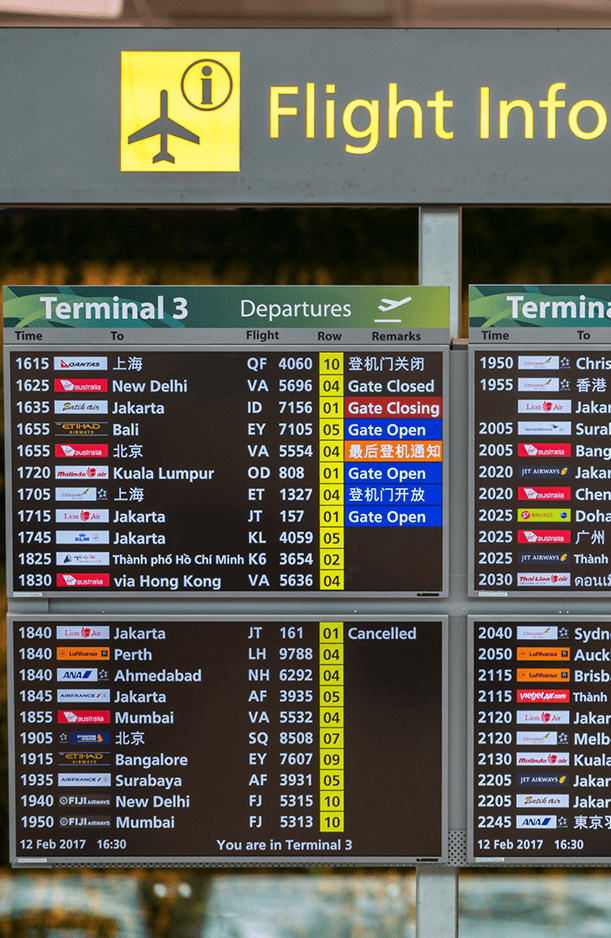 i Flight Info
Terminal 3 Departures
Time To Flight Row Remarks
1615 QANTAS 上海 QF 4060 10 登机门关闭
1625 australia New Delhi VA 5696 04 Gate Closed
1635 Batik air Jakarta ID 7156 01 Gate Closing
1655 ETIHAD AIRWAYS Bali EY 7105 05 Gate Open
1655 australia 北京 VA 5554 04 最后登机通知
1720 Malindo air Kuala Lumpur OD 808 01 Gate Open
1705 Ethiopian 上海 ET 1327 04 登机门开放
1715 Lion Air Jakarta JT 157 01 Gate Open
1745 KLM Jakarta KL 4059 05
1825 Thành phố Hồ Chí Minh K6 3654 02
1830 australia via Hong Kong VA 5636 04
1840 Lion Air Jakarta JT 161 01 Cancelled
1840 Lufthansa Perth LH 9788 04
1840 ANA Ahmedabad NH 6292 04
1845 AIRFRANCE Jakarta AF 3935 05
1855 australia Mumbai VA 5532 04
1905 北京 SQ 8508 07
1915 ETIHAD AIRWAYS Bangalore EY 7607 09
1935 AIRFRANCE Surabaya AF 3931 05
1940 FIJI AIRWAYS New Delhi FJ 5315 10
1950 FIJI AIRWAYS Mumbai FJ 5313 10
12 Feb 2017 16:30 You are in Terminal 3
Termina
Time To
1950 Ethiopian Chris
1955 Ethiopian 香港
Lion Air Jakar
2005 Surab
2005 australia Bang
2020 JET AIRWAYS Jakar
2020 australia Chen
2025 AIRLINES Doha
2025 australia 广州
2025 JET AIRWAYS Thành
2030 Thai Lion Air ดอนเมื
2040 Ethiopian Sydn
2050 Lufthansa Auck
2115 Lufthansa Brisb
2115 Vietjet Air.com Thành
2120 Lion Air Jakar
2120 Ethiopian Melb
2130 Malindo air Kuala
2205 JET AIRWAYS Jakar
2205 Batik air Jakar
2245 ANA 東京羽
12 Feb 2017 16:30